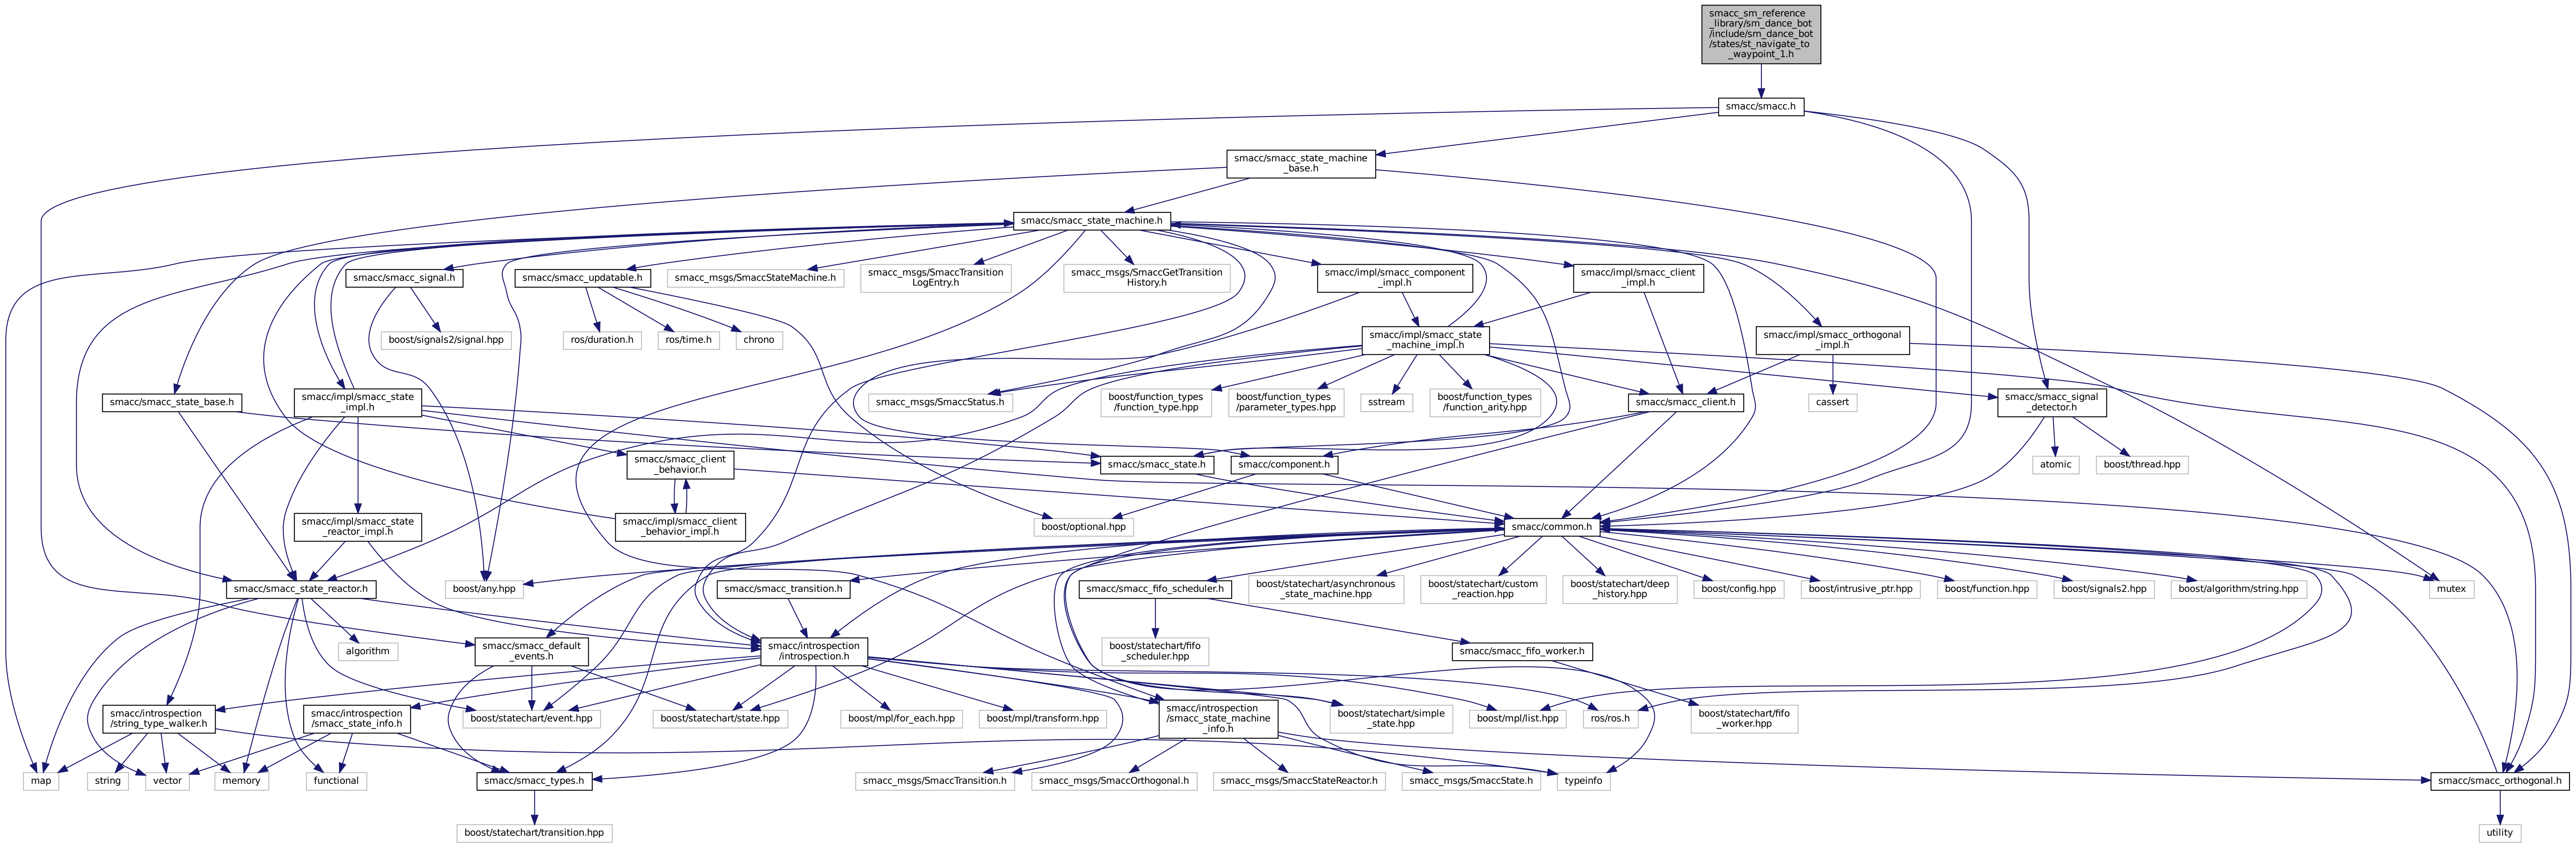 smacc_sm_reference
_library/sm_dance_bot
/include/sm_dance_bot
/states/st_navigate_to
_waypoint_1.h
smacc/smacc.h
smacc/smacc_state_machine
_base.h
smacc/smacc_state_machine.h
smacc/smacc_signal.h
smacc/smacc_updatable.h
smacc_msgs/SmaccStateMachine.h
smacc_msgs/SmaccTransition
LogEntry.h
smacc_msgs/SmaccGetTransition
History.h
smacc/impl/smacc_component
_impl.h
smacc/impl/smacc_client
_impl.h
boost/signals2/signal.hpp
ros/duration.h
ros/time.h
chrono
smacc/impl/smacc_state
_machine_impl.h
smacc/impl/smacc_orthogonal
_impl.h
smacc/smacc_state_base.h
smacc/impl/smacc_state
_impl.h
smacc_msgs/SmaccStatus.h
boost/function_types
/function_type.hpp
boost/function_types
/parameter_types.hpp
sstream
boost/function_types
/function_arity.hpp
smacc/smacc_client.h
cassert
smacc/smacc_signal
_detector.h
smacc/smacc_client
_behavior.h
smacc/smacc_state.h
smacc/component.h
atomic
boost/thread.hpp
smacc/impl/smacc_state
_reactor_impl.h
smacc/impl/smacc_client
_behavior_impl.h
boost/optional.hpp
smacc/common.h
smacc/smacc_state_reactor.h
boost/any.hpp
smacc/smacc_transition.h
smacc/smacc_fifo_scheduler.h
boost/statechart/asynchronous
_state_machine.hpp
boost/statechart/custom
_reaction.hpp
boost/statechart/deep
_history.hpp
boost/config.hpp
boost/intrusive_ptr.hpp
boost/function.hpp
boost/signals2.hpp
boost/algorithm/string.hpp
mutex
algorithm
smacc/smacc_default
_events.h
smacc/introspection
/introspection.h
boost/statechart/fifo
_scheduler.hpp
smacc/smacc_fifo_worker.h
smacc/introspection
/string_type_walker.h
smacc/introspection
/smacc_state_info.h
boost/statechart/event.hpp
boost/statechart/state.hpp
boost/mpl/for_each.hpp
boost/mpl/transform.hpp
smacc/introspection
/smacc_state_machine
_info.h
boost/statechart/simple
_state.hpp
boost/mpl/list.hpp
ros/ros.h
boost/statechart/fifo
_worker.hpp
map
string
vector
memory
functional
smacc/smacc_types.h
smacc_msgs/SmaccTransition.h
smacc_msgs/SmaccOrthogonal.h
smacc_msgs/SmaccStateReactor.h
smacc_msgs/SmaccState.h
typeinfo
smacc/smacc_orthogonal.h
boost/statechart/transition.hpp
utility